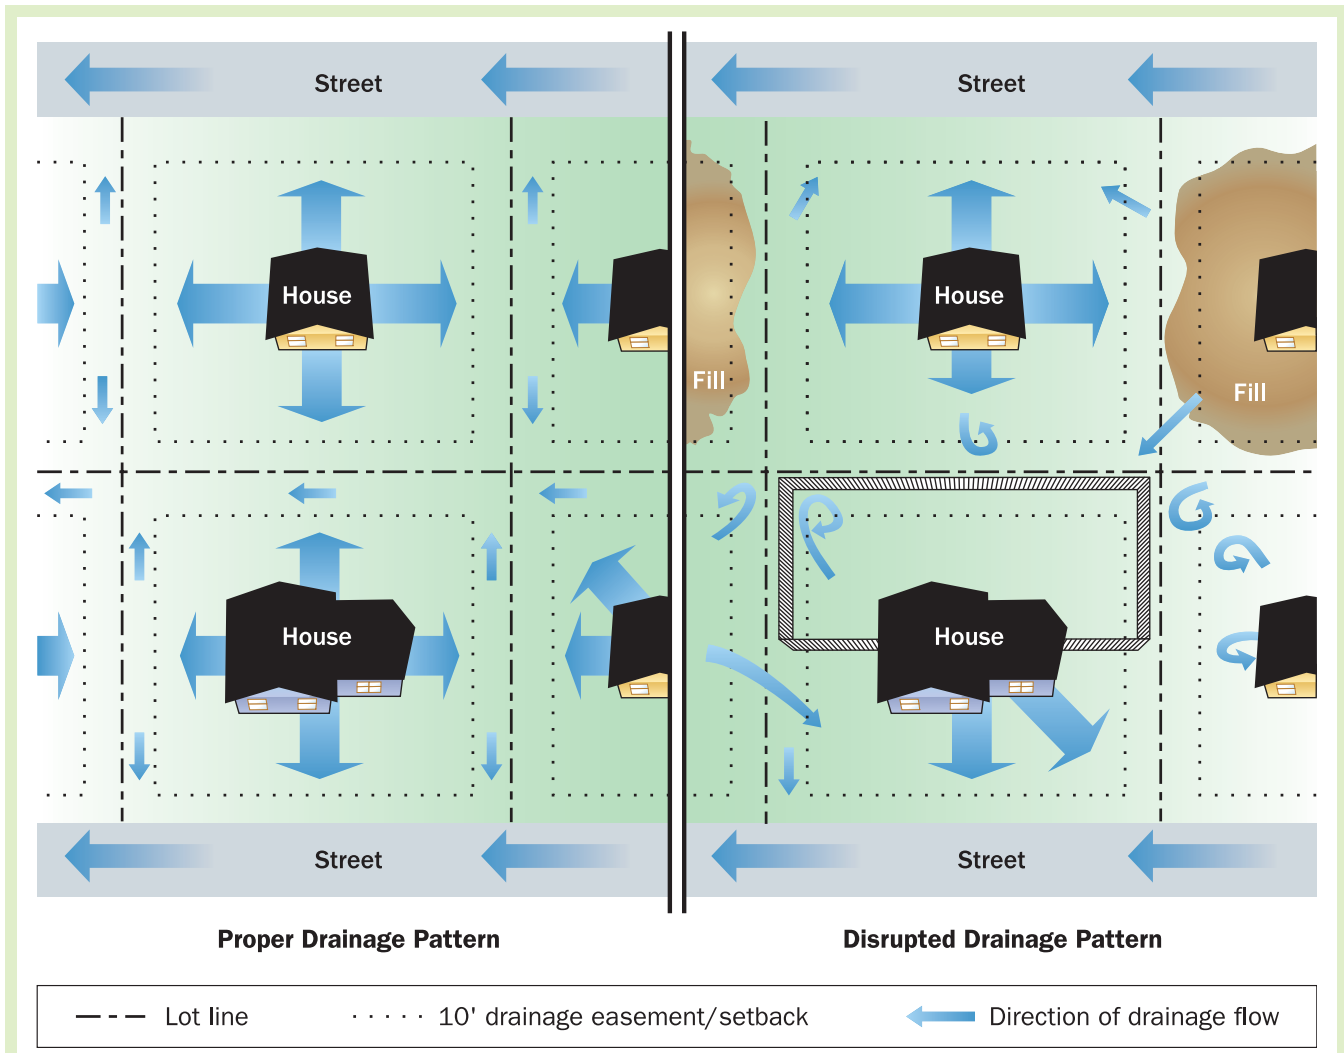 Street
Street
House
House
Fill
Fill
House
House
Street
Street
Proper Drainage Pattern
Disrupted Drainage Pattern
Lot line
10' drainage easement/setback
Direction of drainage flow